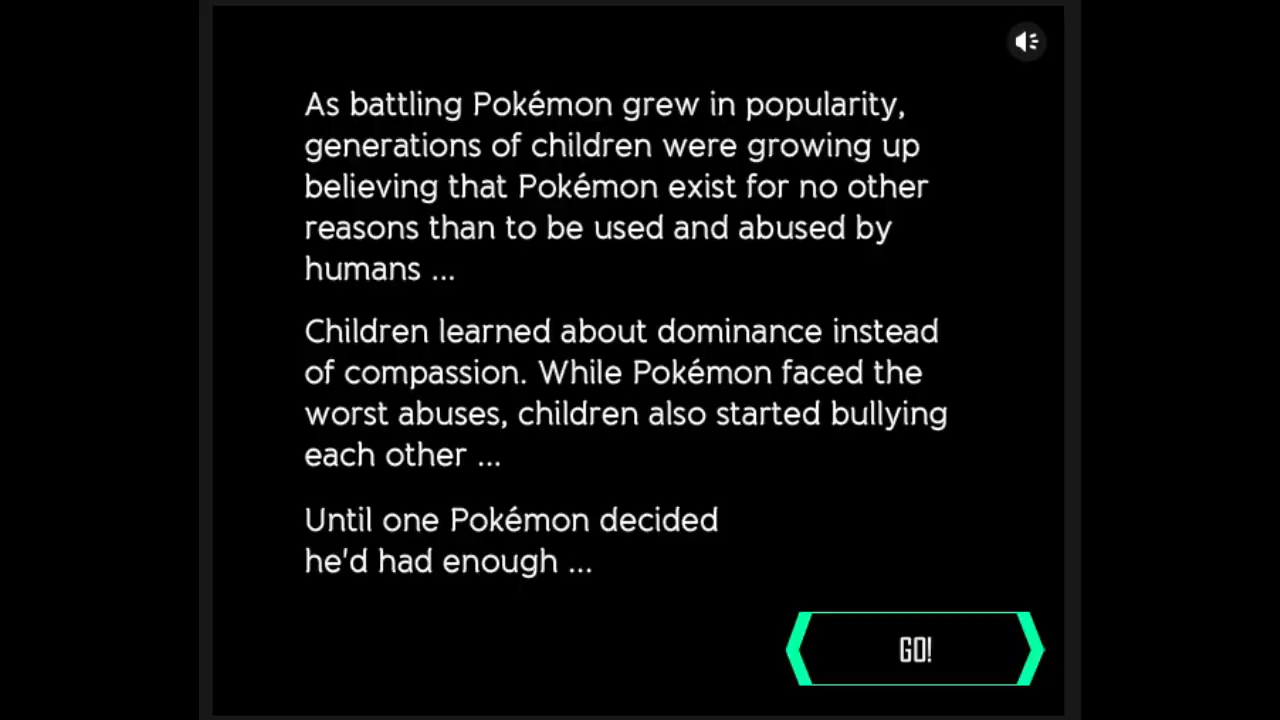 As battling Pokémon grew in popularity,
generations of children were growing up
believing that Pokémon exist for no other
reasons than to be used and abused by
humans ...
Children learned about dominance instead
of compassion. While Pokémon faced the
worst abuses, children also started bullying
each other ...
Until one Pokémon decided
he'd had enough ...
GO!